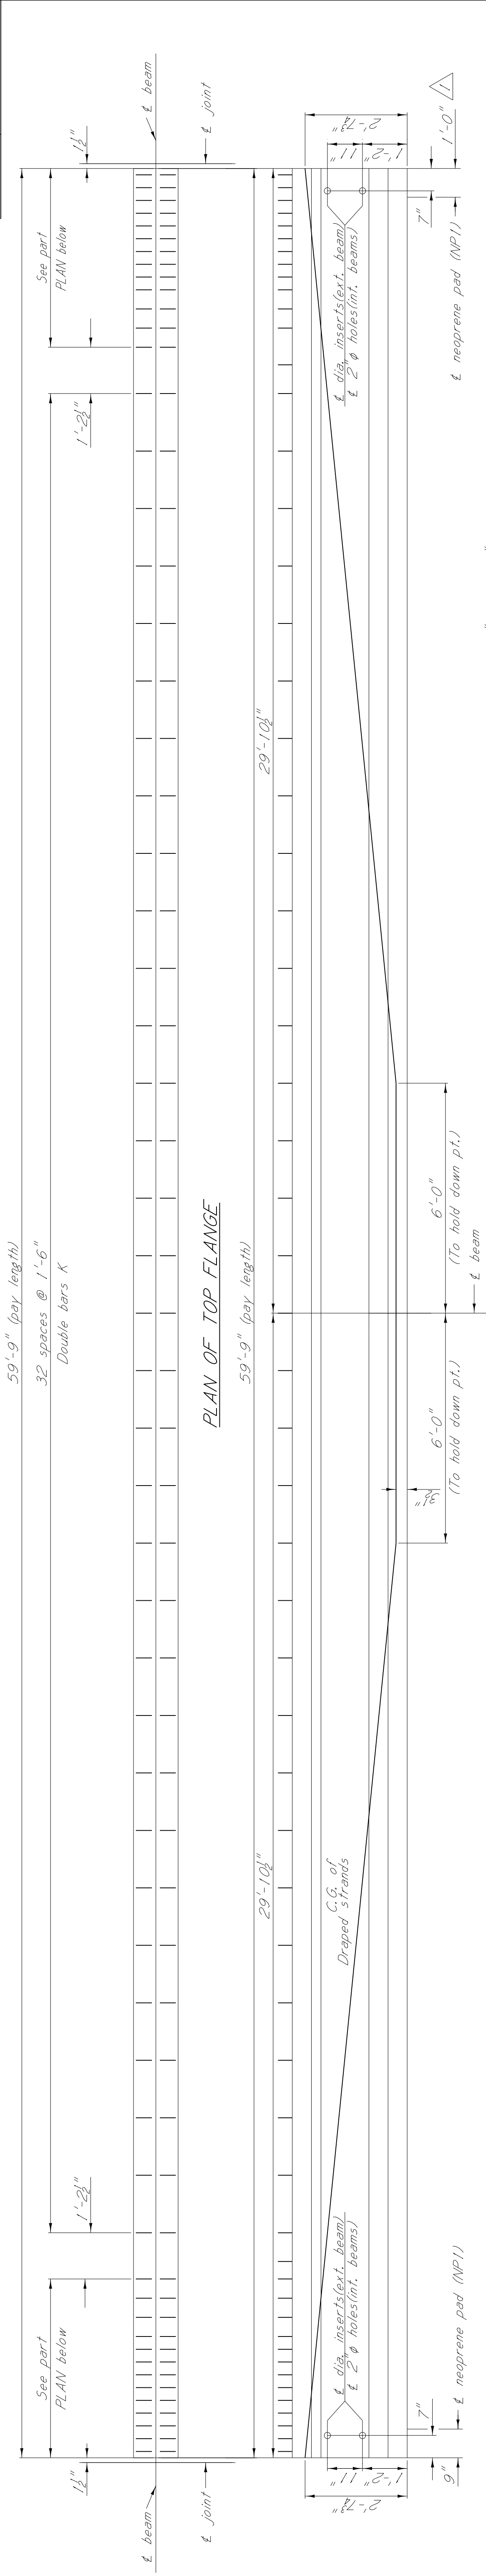 59'-9" (pay length)
See part
PLAN below
32 spaces @ 1'-6"
Double bars K
See part
PLAN below
1½"
1'-2½"
1'-2½"
1½"
℄ beam
℄ beam
℄ joint
℄ joint
PLAN OF TOP FLANGE
59'-9" (pay length)
29'-10½"
29'-10½"
℄ dia. inserts(ext. beam)
℄ 2" ϕ holes(int. beams)
C.G. of
Draped strands
℄ dia. inserts(ext. beam)
℄ 2" ϕ holes(int. beams)
2'-7¾"
11"
1'-2"
2'-7¾"
11"
1'-2"
3½"
7"
9"
℄ neoprene pad (NP1)
6'-0"
(To hold down pt.)
6'-0"
(To hold down pt.)
℄ beam
7"
1'-0"
1
℄ neoprene pad (NP1)